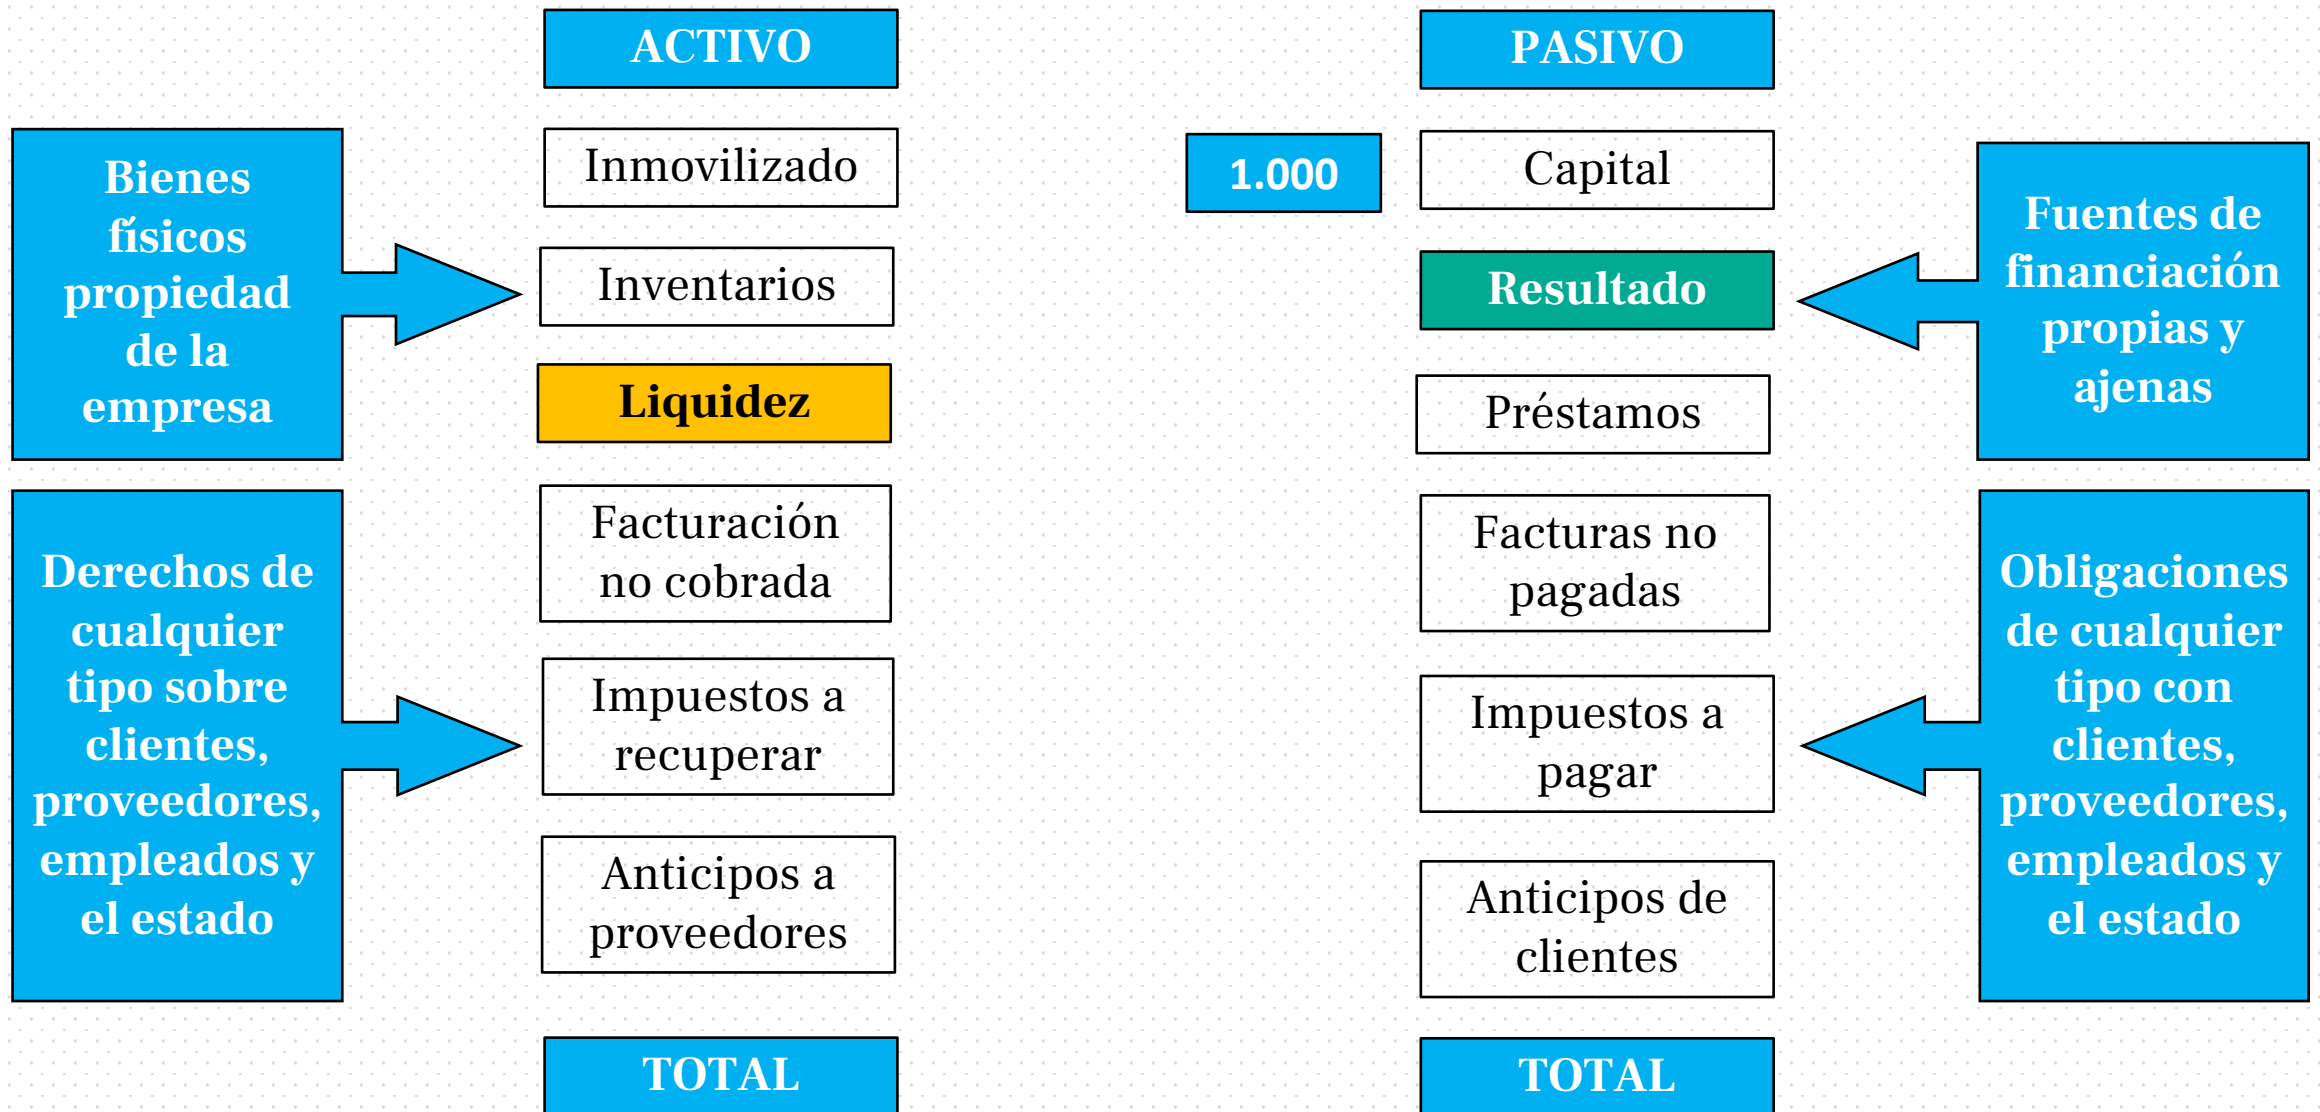 ACTIVO
PASIVO
Bienes
físicos
propiedad
de la
empresa
Derechos de
cualquier
tipo sobre
clientes,
proveedores,
empleados y
el estado
Inmovilizado
Inventarios
Liquidez
Facturación
no cobrada
Impuestos a
recuperar
Anticipos a
proveedores
TOTAL
1.000
Capital
Resultado
Préstamos
Facturas no
pagadas
Impuestos a
pagar
Anticipos de
clientes
TOTAL
Fuentes de
financiación
propias y
ajenas
Obligaciones
de cualquier
tipo con
clientes,
proveedores,
empleados y
el estado